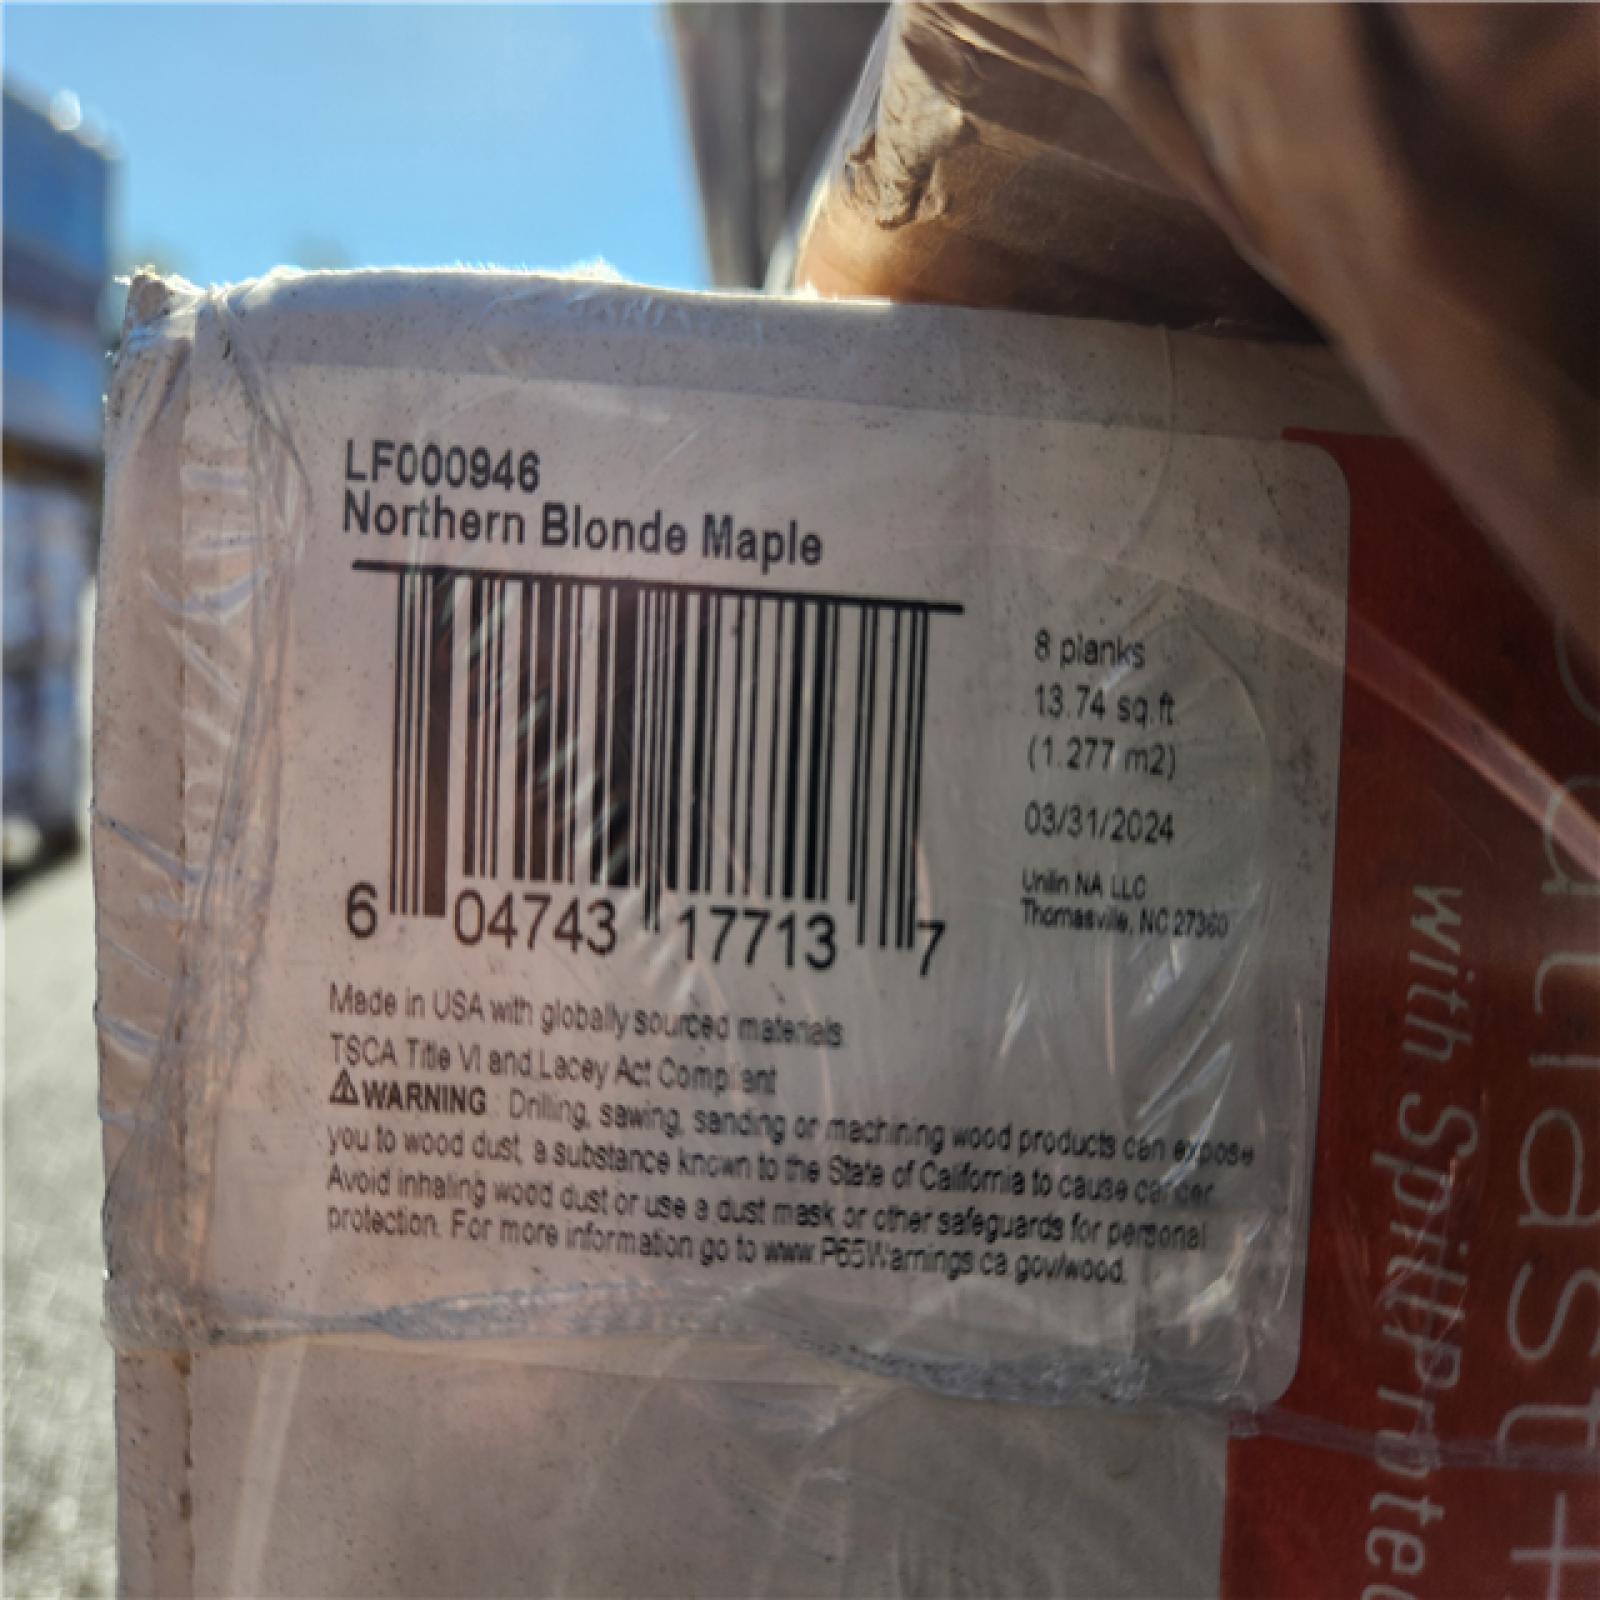 LF000946
Northern Blonde Maple
8 planks
13.74 sq.ft.
(1.277 m2)
03/31/2024
Unilin NA LLC
Thomasville, NC 27360
6 04743 17713 7
Made in USA with globally sourced materials
TSCA Title VI and Lacey Act Compliant
⚠WARNING : Drilling, sawing, sanding or machining wood products can expose
you to wood dust, a substance known to the State of California to cause cancer.
Avoid inhaling wood dust or use a dust mask or other safeguards for personal
protection. For more information go to www.P65Warnings.ca.gov/wood.
with SpillProtec
utlast+